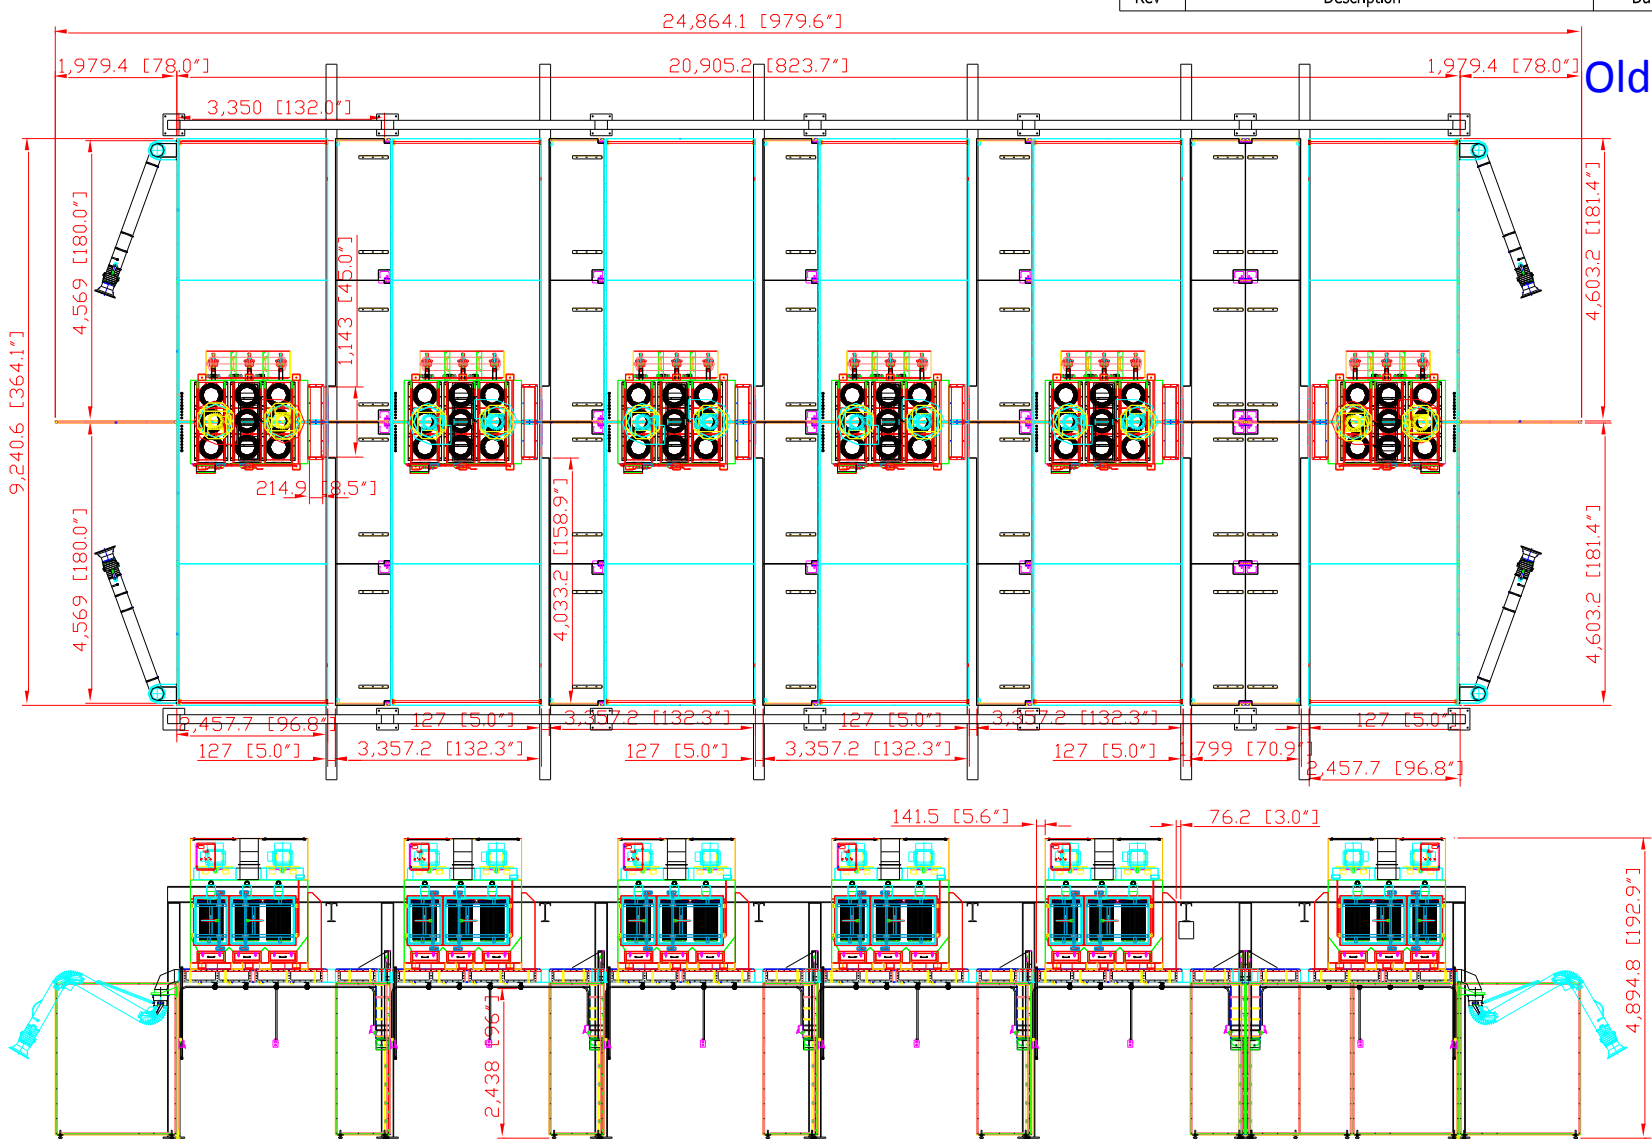 Rev Description Da
24,864.1 [979.6"]
1,979.4 [78.0"] 20,905.2 [823.7"] 1,979.4 [78.0"] Old
3,350 [132.0"]
4,569 [180.0"]
4,603.2 [181.4"]
1,143 [45.0"]
9,240.6 [364.1"]
214.9 [8.5"]
4,033.2 [158.9"]
4,569 [180.0"]
4,603.2 [181.4"]
2,457.7 [96.8"] 127 [5.0"] 3,357.2 [132.3"] 127 [5.0"] 3,357.2 [132.3"] 127 [5.0"]
127 [5.0"] 3,357.2 [132.3"] 127 [5.0"] 3,357.2 [132.3"] 127 [5.0"] 1,799 [70.9"]
2,457.7 [96.8"]
141.5 [5.6"] 76.2 [3.0"]
4,894.8 [192.9"]
2,438 [96"]